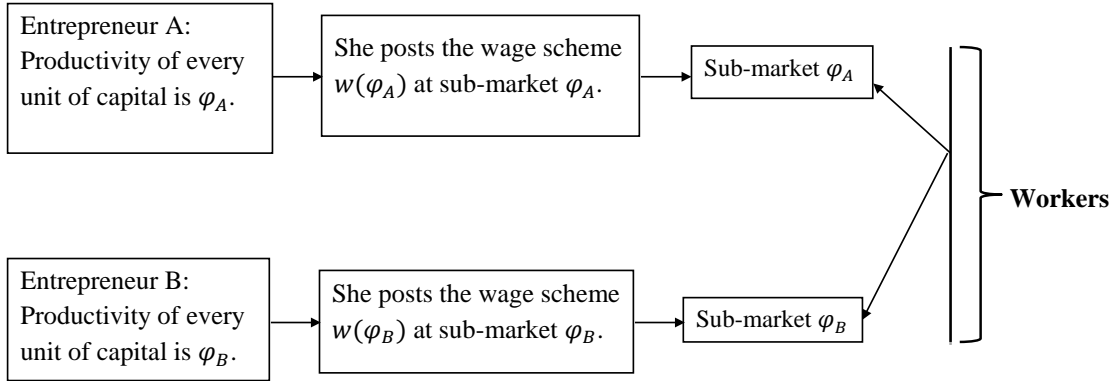 Entrepreneur A:
Productivity of every
unit of capital is φ_A.
She posts the wage scheme
w(φ_A) at sub-market φ_A.
Sub-market φ_A
Workers
Entrepreneur B:
Productivity of every
unit of capital is φ_B.
She posts the wage scheme
w(φ_B) at sub-market φ_B.
Sub-market φ_B